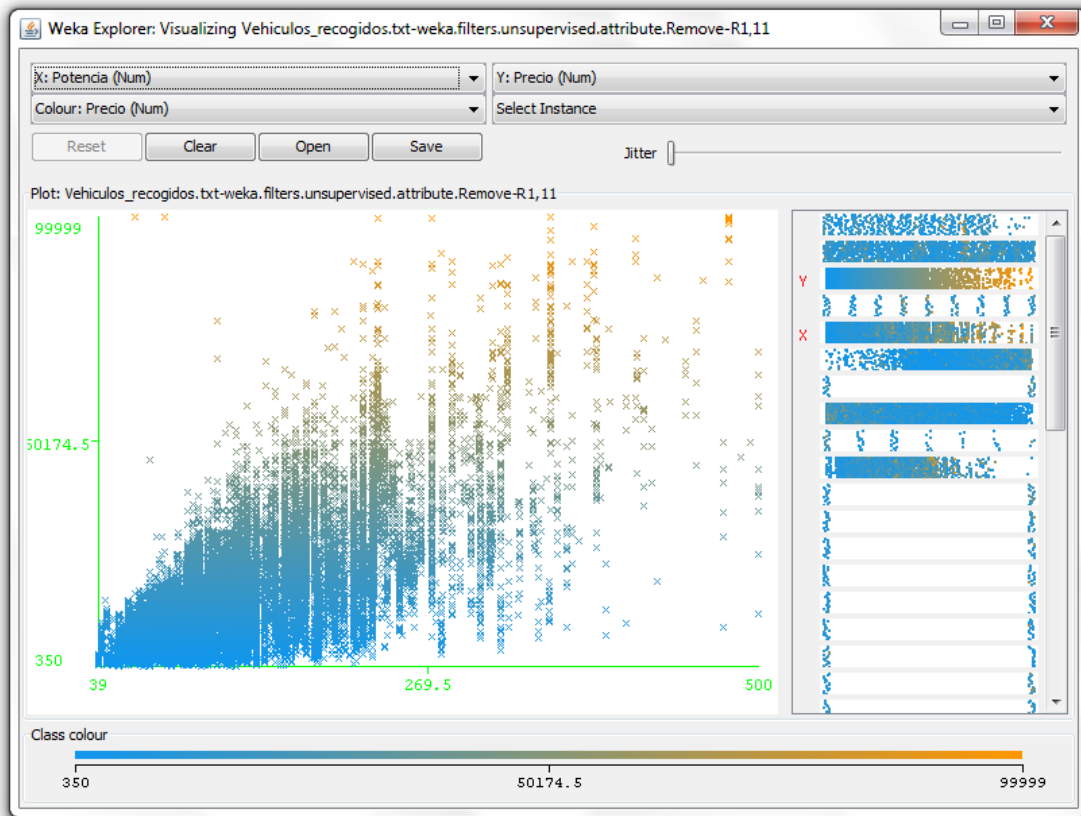 Weka Explorer: Visualizing Vehiculos_recogidos.txt-weka.filters.unsupervised.attribute.Remove-R1,11
X: Potencia (Num) Y: Precio (Num)
Colour: Precio (Num) Select Instance
Reset Clear Open Save Jitter
Plot: Vehiculos_recogidos.txt-weka.filters.unsupervised.attribute.Remove-R1,11
99999
Y
X
50174.5
350
39 269.5 500
Class colour
350 50174.5 99999